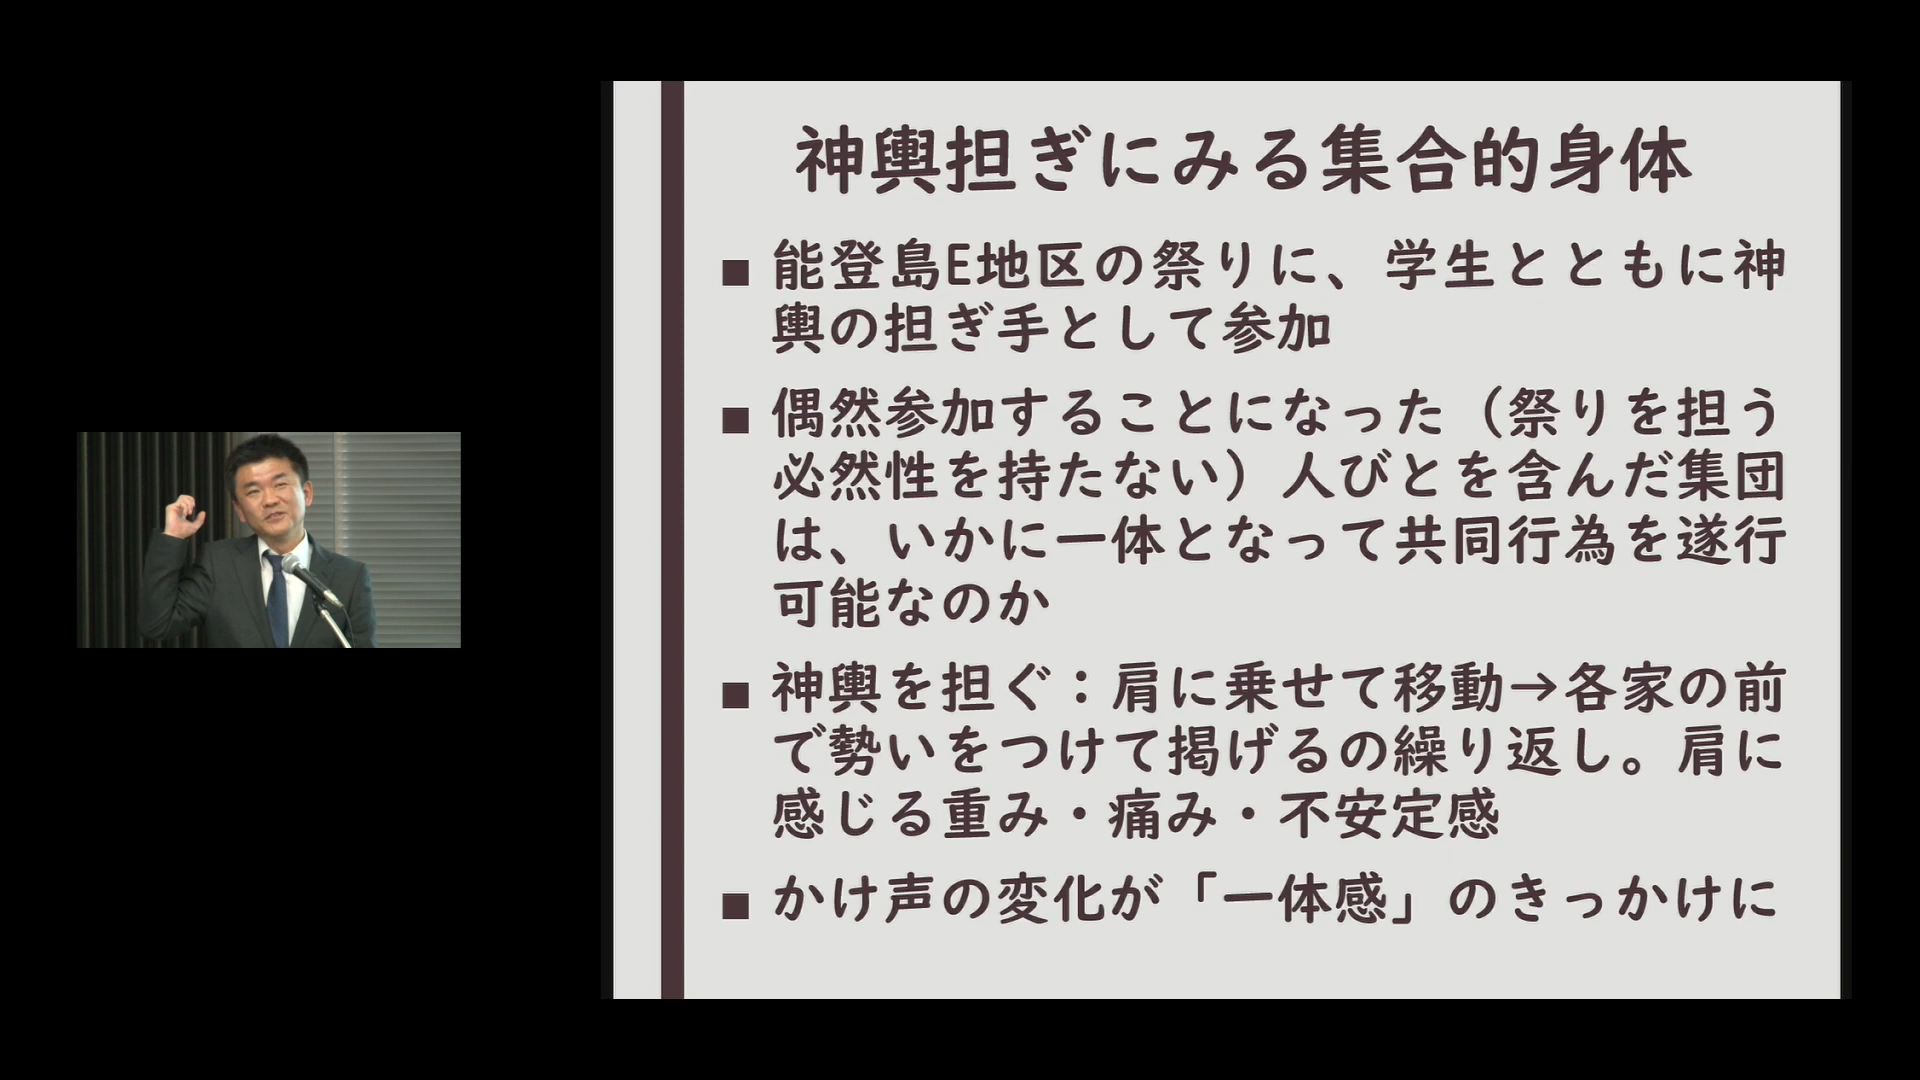 神輿担ぎにみる集合的身体
■ 能登島E地区の祭りに、学生とともに神
輿の担ぎ手として参加
■ 偶然参加することになった（祭りを担う
必然性を持たない）人びとを含んだ集団
は、いかに一体となって共同行為を遂行
可能なのか
■ 神輿を担ぐ：肩に乗せて移動→各家の前
で勢いをつけて掲げるの繰り返し。肩に
感じる重み・痛み・不安定感
■ かけ声の変化が「一体感」のきっかけに